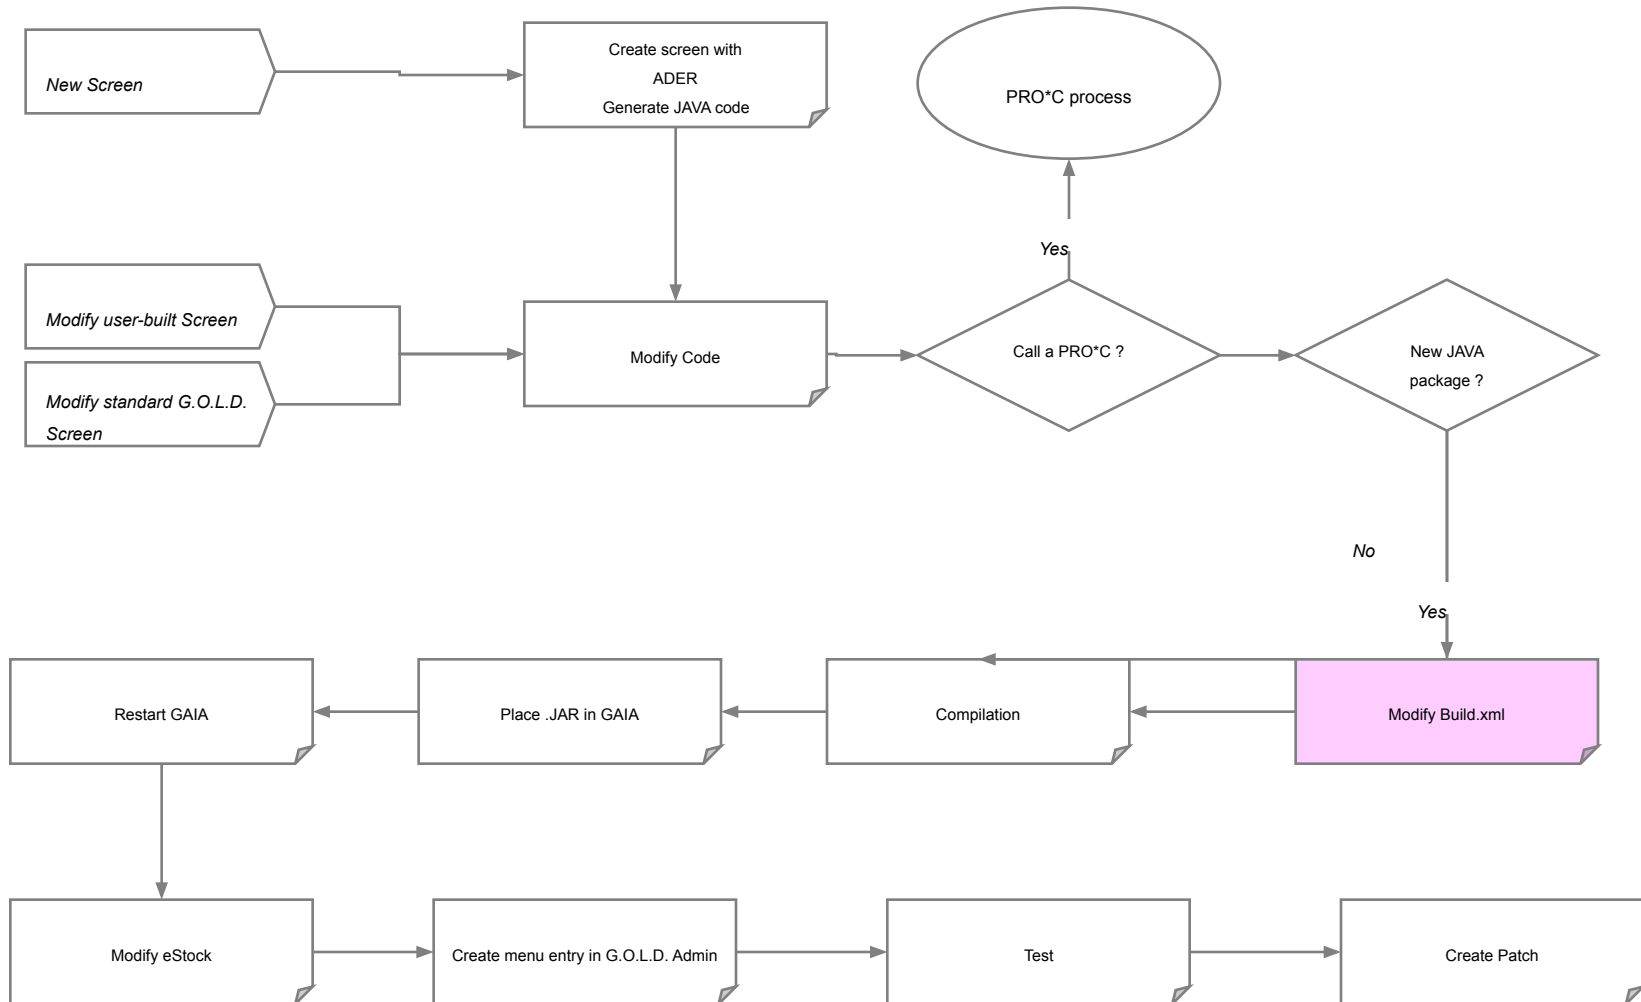 New Screen
Create screen with
ADER
Generate JAVA code
PRO*C process
Yes
Modify user-built Screen
Modify standard G.O.L.D.
Screen
Modify Code
Call a PRO*C ?
New JAVA
package ?
No
Yes
Restart GAIA
Place .JAR in GAIA
Compilation
Modify Build.xml
Modify eStock
Create menu entry in G.O.L.D. Admin
Test
Create Patch